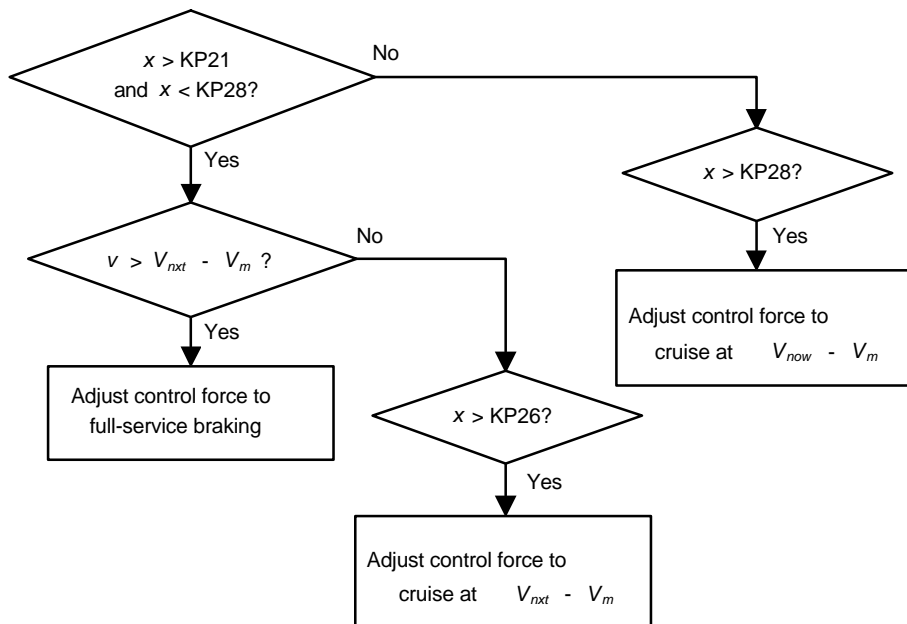 x > KP21
and x < KP28?
No
Yes
x > KP28?
Yes
v > Vnxt - Vm ?
No
Yes
Adjust control force to
cruise at Vnow - Vm
Adjust control force to
full-service braking
x > KP26?
Yes
Adjust control force to
cruise at Vnxt - Vm